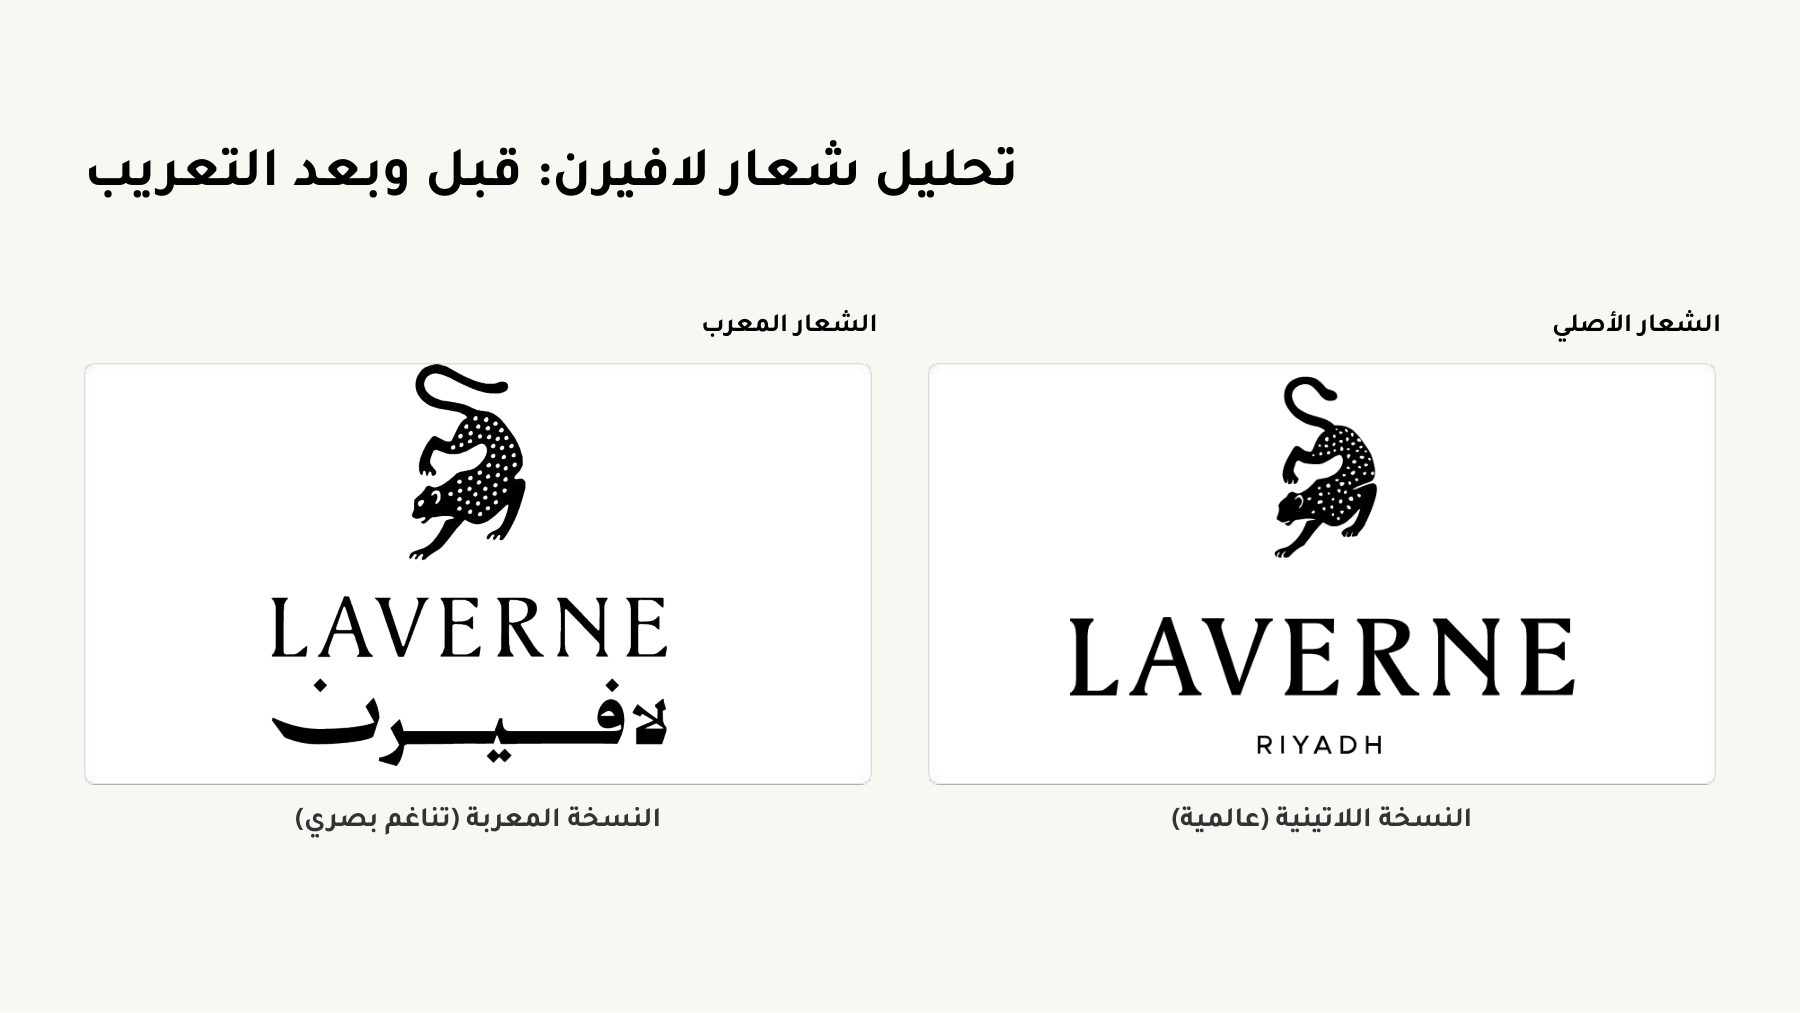 تحليل شعار لافيرن: قبل وبعد التعريب
الشعار الأصلي
LAVERNE
RIYADH
النسخة اللاتينية (عالمية)
الشعار المعرب
LAVERNE
لافيرن
النسخة المعربة (تناغم بصري)